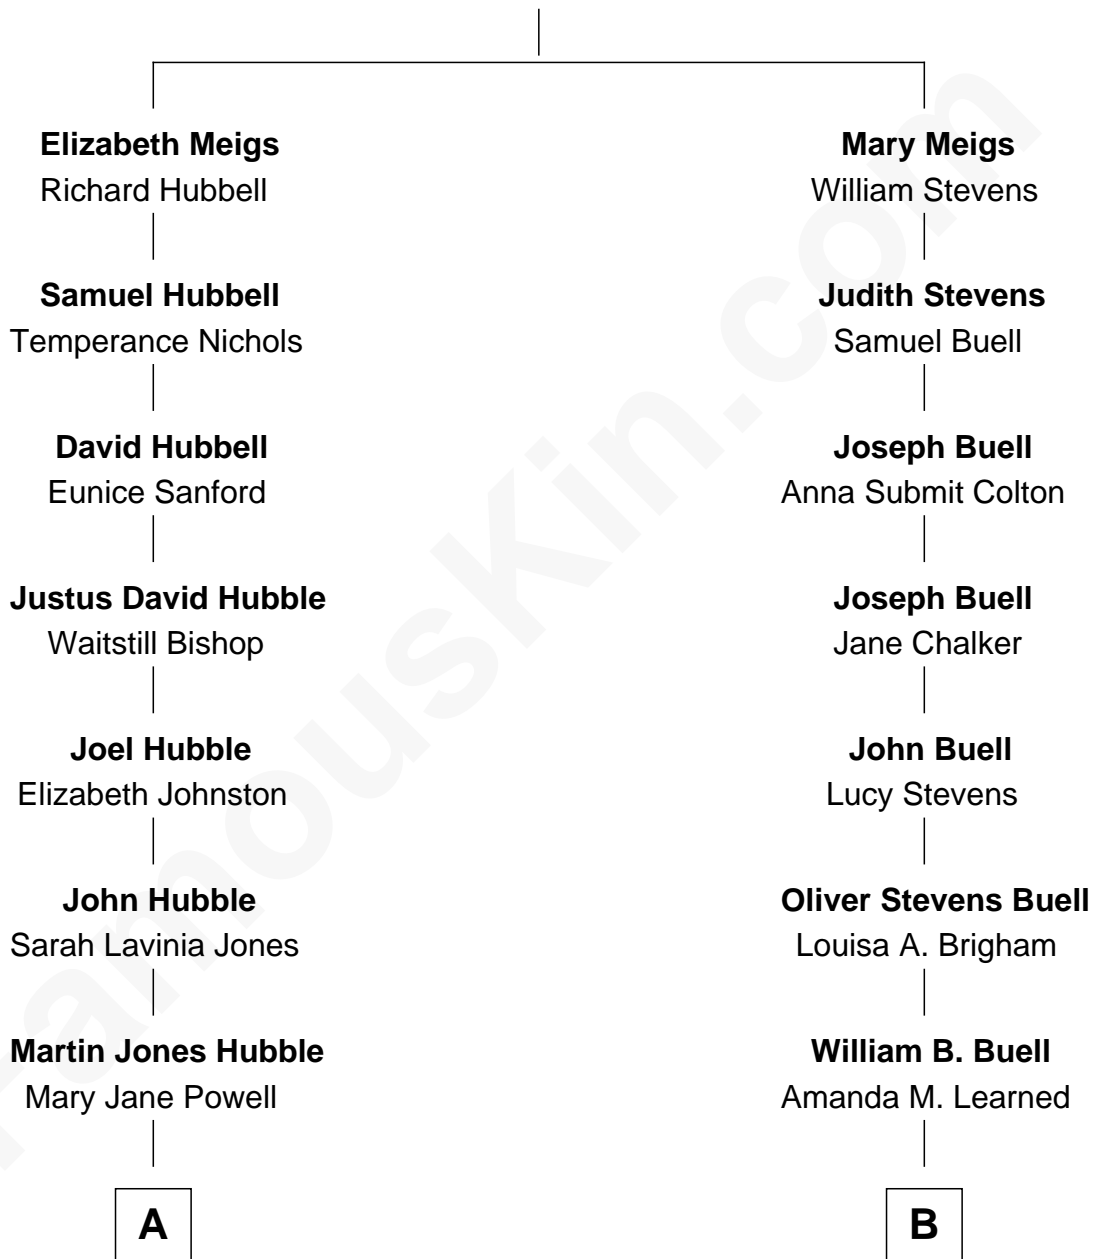 Elizabeth Meigs
Richard Hubbell
Samuel Hubbell
Temperance Nichols
David Hubbell
Eunice Sanford
Justus David Hubble
Waitstill Bishop
Joel Hubble
Elizabeth Johnston
John Hubble
Sarah Lavinia Jones
Martin Jones Hubble
Mary Jane Powell
A
Mary Meigs
William Stevens
Judith Stevens
Samuel Buell
Joseph Buell
Anna Submit Colton
Joseph Buell
Jane Chalker
John Buell
Lucy Stevens
Oliver Stevens Buell
Louisa A. Brigham
William B. Buell
Amanda M. Learned
B
FamousKin.com